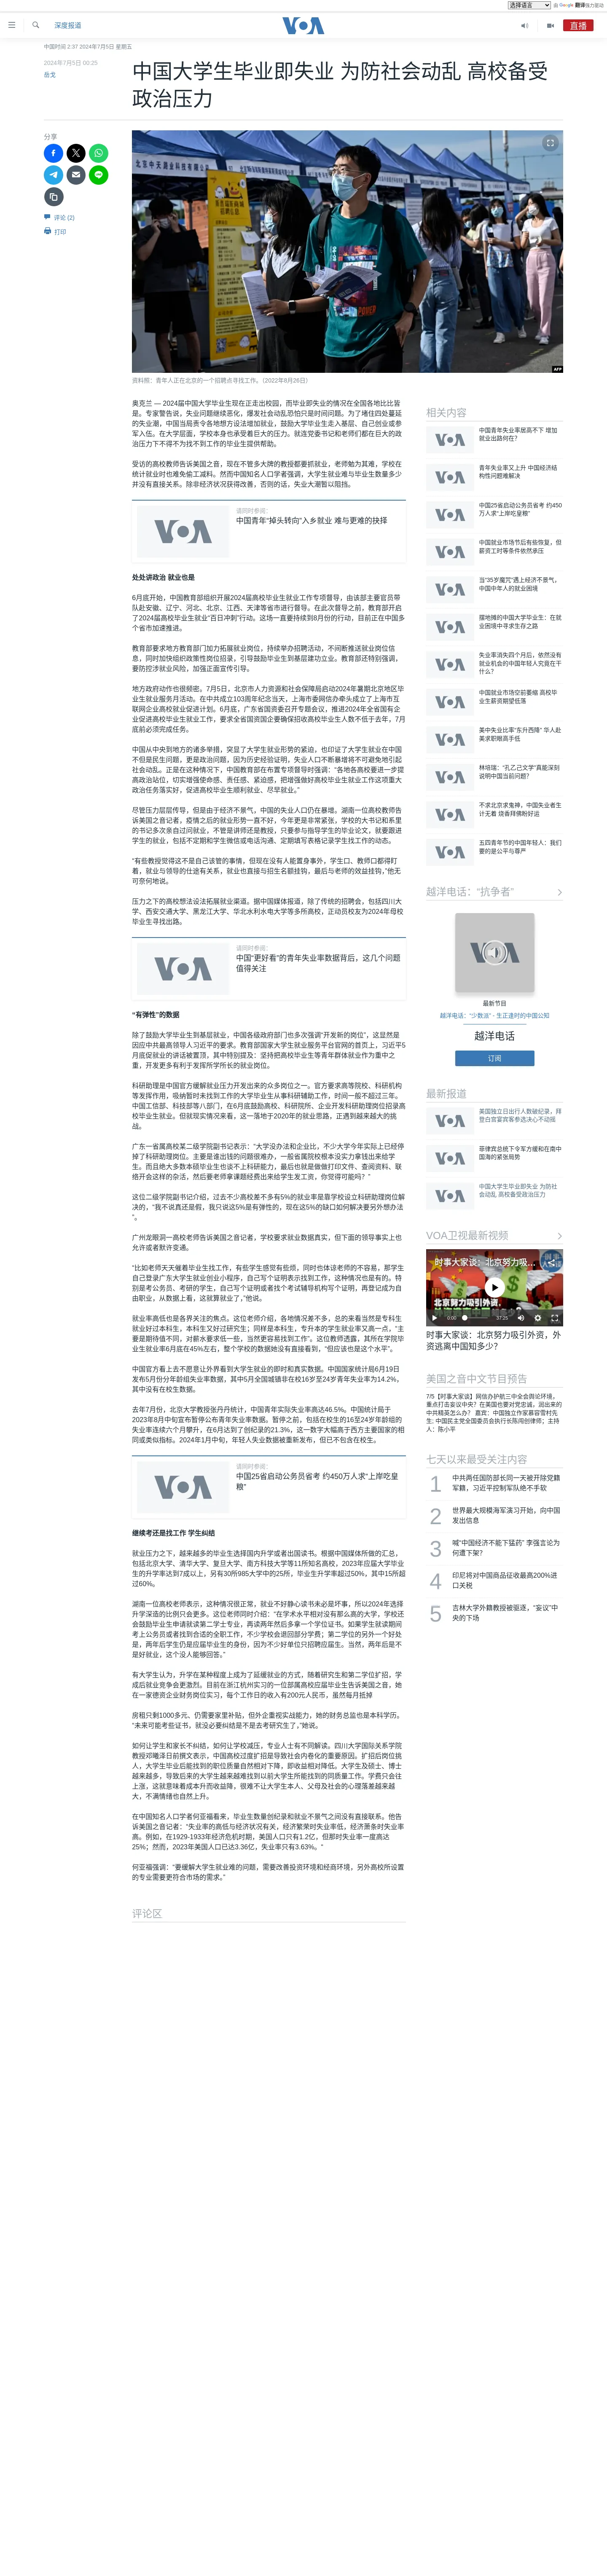 选择语言
由 Google 翻译强力驱动
深度报道
VOA
直播
中国时间 2:37 2024年7月5日 星期五
2024年7月5日 00:25
岳戈
中国大学生毕业即失业 为防社会动乱 高校备受
政治压力
分享
评论 (2)
打印
AFP
资料照：青年人正在北京的一个招聘点寻找工作。（2022年8月26日）
奥克兰 — 2024届中国大学毕业生现在正走出校园，而毕业即失业的情况在全国各地比比皆
是。专家警告说，失业问题继续恶化，爆发社会动乱恐怕只是时间问题。为了堵住四处蔓延
的失业潮，中国当局责令各地想方设法增加就业，鼓励大学毕业生走入基层、自己创业或参
军入伍。在大学层面，学校本身也承受着巨大的压力。就连党委书记和老师们都在巨大的政
治压力下不得不为找不到工作的毕业生提供帮助。
受访的高校教师告诉美国之音，现在不管多大牌的教授都要抓就业，老师勉为其难，学校在
统计就业时也难免偷工减料。然而中国知名人口学者强调，大学生就业难与毕业生数量多少
并没有直接关系。除非经济状况获得改善，否则的话，失业大潮暂以阻挡。
请同时参阅：
中国青年“掉头转向”入乡就业 难与更难的抉择
处处讲政治 就业也是
6月底开始，中国教育部组织开展2024届高校毕业生就业工作专项督导，由该部主要官员带
队赴安徽、辽宁、河北、北京、江西、天津等省市进行督导。在此次督导之前，教育部开启
了2024届高校毕业生就业“百日冲刺”行动。这场一直要持续到8月份的行动，目前正在中国多
个省市加速推进。
教育部要求地方教育部门加力拓展就业岗位，持续举办招聘活动，不间断推送就业岗位信
息，同时加快组织政策性岗位招录，引导鼓励毕业生到基层建功立业。教育部还特别强调，
要防控涉就业风险，加强正面宣传引导。
地方政府动作也很频密。7月5日，北京市人力资源和社会保障局启动2024年暑期北京地区毕
业生就业服务月活动。在中共成立103周年纪念当天，上海市委网信办牵头成立了上海市互
联网企业高校就业促进计划。6月底，广东省国资委召开专题会议，推进2024年全省国有企
业促进高校毕业生就业工作，要求全省国资国企要确保招收高校毕业生人数不低于去年，7月
底前必须完成任务。
中国从中央到地方的诸多举措，突显了大学生就业形势的紧迫，也印证了大学生就业在中国
不但是民生问题，更是政治问题，因为历史经验证明，失业人口不断暴增将不可避免地引起
社会动乱。正是在这种情况下，中国教育部在布置专项督导时强调：“各地各高校要进一步提
高政治站位，切实增强使命感、责任感、紧迫感，把增强做好高校毕业生就业工作这项重大
政治任务落实好，促进高校毕业生顺利就业、尽早就业。”
尽管压力层层传导，但是由于经济不景气，中国的失业人口仍在暴增。湖南一位高校教师告
诉美国之音记者，疫情之后的就业形势一直不好，今年更是非常紧张，学校的大书记和系里
的书记多次亲自过问就业，不管是讲师还是教授，只要参与指导学生的毕业论文，就要跟进
学生的就业，包括不定期和学生微信或电话沟通、定期填写表格记录学生找工作的动态。
“有些教授觉得这不是自己该管的事情，但现在没有人能置身事外，学生口、教师口都得盯
着，就业与领导的仕途有关系，就业也直接与招生名额挂钩，最后与老师的效益挂钩，”他无
可奈何地说。
压力之下的高校想法设法拓展就业渠道。据中国媒体报道，除了传统的招聘会，包括四川大
学、西安交通大学、黑龙江大学、华北水利水电大学等多所高校，正动员校友为2024年母校
毕业生寻找出路。
请同时参阅：
中国“更好看”的青年失业率数据背后，这几个问题
值得关注
“有弹性”的数据
除了鼓励大学毕业生到基层就业，中国各级政府部门也多次强调“开发新的岗位”，这显然是
因应中共最高领导人习近平的要求。教育部国家大学生就业服务平台官网的首页上，习近平5
月底促就业的讲话被置顶，其中特别提及：坚持把高校毕业生等青年群体就业作为重中之
重，开发更多有利于发挥所学所长的就业岗位。
科研助理是中国官方缓解就业压力开发出来的众多岗位之一。官方要求高等院校、科研机构
等发挥作用，吸纳暂时未找到工作的大学毕业生从事科研辅助工作，时间一般不超过三年。
中国工信部、科技部等八部门，在6月底鼓励高校、科研院所、企业开发科研助理岗位招录高
校毕业生就业。但就现实情况来看，这一落地于2020年的就业思路，正遇到越来越大的挑
战。
广东一省属高校某二级学院副书记表示：“大学没办法和企业比，不少大学今年实际上已经停
掉了科研助理岗位。主要是谁出钱的问题很难办，一般省属院校根本没实力拿钱出来给学
生。而且绝大多数本硕毕业生也谈不上科研能力，最后也就是做做打印文件、查阅资料、联
络开会这样的杂活，然后要老师拿课题经费出来给学生发工资，你觉得可能吗？”
这位二级学院副书记介绍，过去不少高校差不多有5%的就业率是靠学校设立科研助理岗位解
决的，“我不说真还是假，我只说这5%是有弹性的，现在这5%的缺口如何解决要另外想办法
”。
广州龙眼洞一高校老师告诉美国之音记者，学校要求就业数据真实，但下面的领导事实上也
允许或者默许变通。
“比如老师天天催着毕业生找工作，有些学生感觉有些烦，同时也体谅老师的不容易，那学生
自己登录广东大学生就业创业小程序，自己写个证明表示找到工作，这种情况也是有的。特
别是考公务员、考研的学生，自己写个证明或者找个考试辅导机构写个证明，再登记成为自
由职业，从数据上看，这就算就业了，”他说。
就业率高低也是各界关注的焦点。这位老师介绍，各地情况差不多，总的来看当然是专科生
就业好过本科生，本科生又好过研究生；同样是本科生，专升本的学生就业率又高一点。“主
要是期待值不同，对薪水要求低一些，当然更容易找到工作”。这位教师透露，其所在学院毕
业生就业率6月底在45%左右，整个学校的数据她没有直接看到，“但应该也是这个水平”。
中国官方看上去不愿意让外界看到大学生就业的即时和真实数据。中国国家统计局6月19日
发布5月份分年龄组失业率数据，其中5月全国城镇非在校16岁至24岁青年失业率为14.2%，
其中没有在校生数据。
去年7月份，北京大学教授张丹丹统计，中国青年实际失业率高达46.5%。中国统计局于
2023年8月中旬宣布暂停公布青年失业率数据。暂停之前，包括在校生的16至24岁年龄组的
失业率连续六个月攀升，在6月达到了创纪录的21.3%，这一数字大幅高于西方主要国家的相
同或类似指标。2024年1月中旬，年轻人失业数据被重新发布，但已不包含在校生。
请同时参阅：
中国25省启动公务员省考 约450万人求“上岸吃皇
粮”
继续考还是找工作 学生纠结
就业压力之下，越来越多的毕业生选择国内升学或者出国读书。根据中国媒体所做的汇总，
包括北京大学、清华大学、复旦大学、南方科技大学等11所知名高校，2023年应届大学毕业
生的升学率达到7成以上，另有30所985大学中的25所，毕业生升学率超过50%，其中15所超
过60%。
湖南一位高校老师表示，这种情况很正常，就业不好静心读书未必是坏事，所以2024年选择
升学深造的比例只会更多。这位老师同时介绍：“在学术水平相对没有那么高的大学，学校还
会鼓励毕业生申请就读第二学士专业，再读两年然后多拿一个学位证书。如果学生就读期间
考上公务员或者找到合适的全职工作，不少学校会退回部分学费；第二学位的另外一个好处
是，两年后学生仍是应届毕业生的身份，因为不少好单位只招聘应届生。当然，两年后是不
是好就业，这个没人能够回答。”
有大学生认为，升学在某种程度上成为了延缓就业的方式，随着研究生和第二学位扩招，学
成后就业竞争会更激烈。目前在浙江杭州实习的一位部属高校应届毕业生告诉美国之音，她
在一家德资企业财务岗位实习，每个工作日的收入有200元人民币，虽然每月抵掉
房租只剩1000多元、仍需要家里补贴，但外企重视实战能力，她的财务总监也是本科学历。
“未来可能考些证书，就没必要纠结是不是去考研究生了，”她说。
如何让学生和家长不纠结，如何让学校减压，专业人士有不同解读。四川大学国际关系学院
教授邓曦泽日前撰文表示，中国高校过度扩招是导致社会内卷化的重要原因。扩招后岗位挑
人，大学生毕业后能找到的职位质量自然相对下降，即收益相对降低。大学生及硕士、博士
越来越多，导致后来的大学生越来越难找到以前大学生所能找到的同质量工作。学费只会往
上涨，这就意味着成本升而收益降，很难不让大学生本人、父母及社会的心理落差越来越
大，不满情绪也自然上升。
在中国知名人口学者何亚福看来，毕业生数量创纪录和就业不景气之间没有直接联系。他告
诉美国之音记者：“失业率的高低与经济状况有关，经济繁荣时失业率低，经济萧条时失业率
高。例如，在1929-1933年经济危机时期，美国人口只有1.2亿，但那时失业率一度高达
25%；然而，2023年美国人口已达3.36亿，失业率只有3.63%。”
何亚福强调：“要缓解大学生就业难的问题，需要改善投资环境和经商环境，另外高校所设置
的专业需要更符合市场的需求。”
评论区
相关内容
中国青年失业率居高不下 增加
就业出路何在？
青年失业率又上升 中国经济结
构性问题难解决
中国25省启动公务员省考 约450
万人求“上岸吃皇粮”
中国就业市场节后有些恢复，但
薪资工时等条件依然承压
当“35岁魔咒”遇上经济不景气，
中国中年人的就业困境
摆地摊的中国大学毕业生：在就
业困境中寻求生存之路
失业率消失四个月后，依然没有
就业机会的中国年轻人究竟在干
什么？
中国就业市场空前萎缩 高校毕
业生薪资期望低落
美中失业比率“东升西降” 华人赴
美求职眼高手低
林培瑞：“孔乙己文学”真能深刻
说明中国当前问题？
不求北京求鬼神，中国失业者生
计无着 烧香拜佛盼好运
五四青年节的中国年轻人：我们
要的是公平与尊严
越洋电话：“抗争者”
最新节目
越洋电话：“少数派” - 生正逢时的中国公知
越洋电话
订阅
最新报道
美国独立日出行人数破纪录，拜
登白宫宴宾客参选决心不动摇
菲律宾总统下令军方缓和在南中
国海的紧张局势
中国大学生毕业即失业 为防社
会动乱 高校备受政治压力
VOA卫视最新视频
时事大家谈：北京努力吸...
北京努力吸引外资，
0:00
37:25
时事大家谈：北京努力吸引外资，外
资逃离中国知多少？
美国之音中文节目预告
7/5【时事大家谈】网信办护航三中全会舆论环境，
重点打击妄议中央？ 在美国也要对党忠诚，润出来的
中共精英怎么办？ 嘉宾：中国独立作家慕容雪村先
生; 中国民主党全国委员会执行长陈闯创律师； 主持
人：陈小平
七天以来最受关注内容
1
中共两任国防部长同一天被开除党籍
军籍，习近平控制军队绝不手软
2
世界最大规模海军演习开始，向中国
发出信息
3
喊“中国经济不能下猛药” 李强言论为
何遭下架？
4
印尼将对中国商品征收最高200%进
口关税
5
吉林大学外籍教授被驱逐，“妄议”中
央的下场